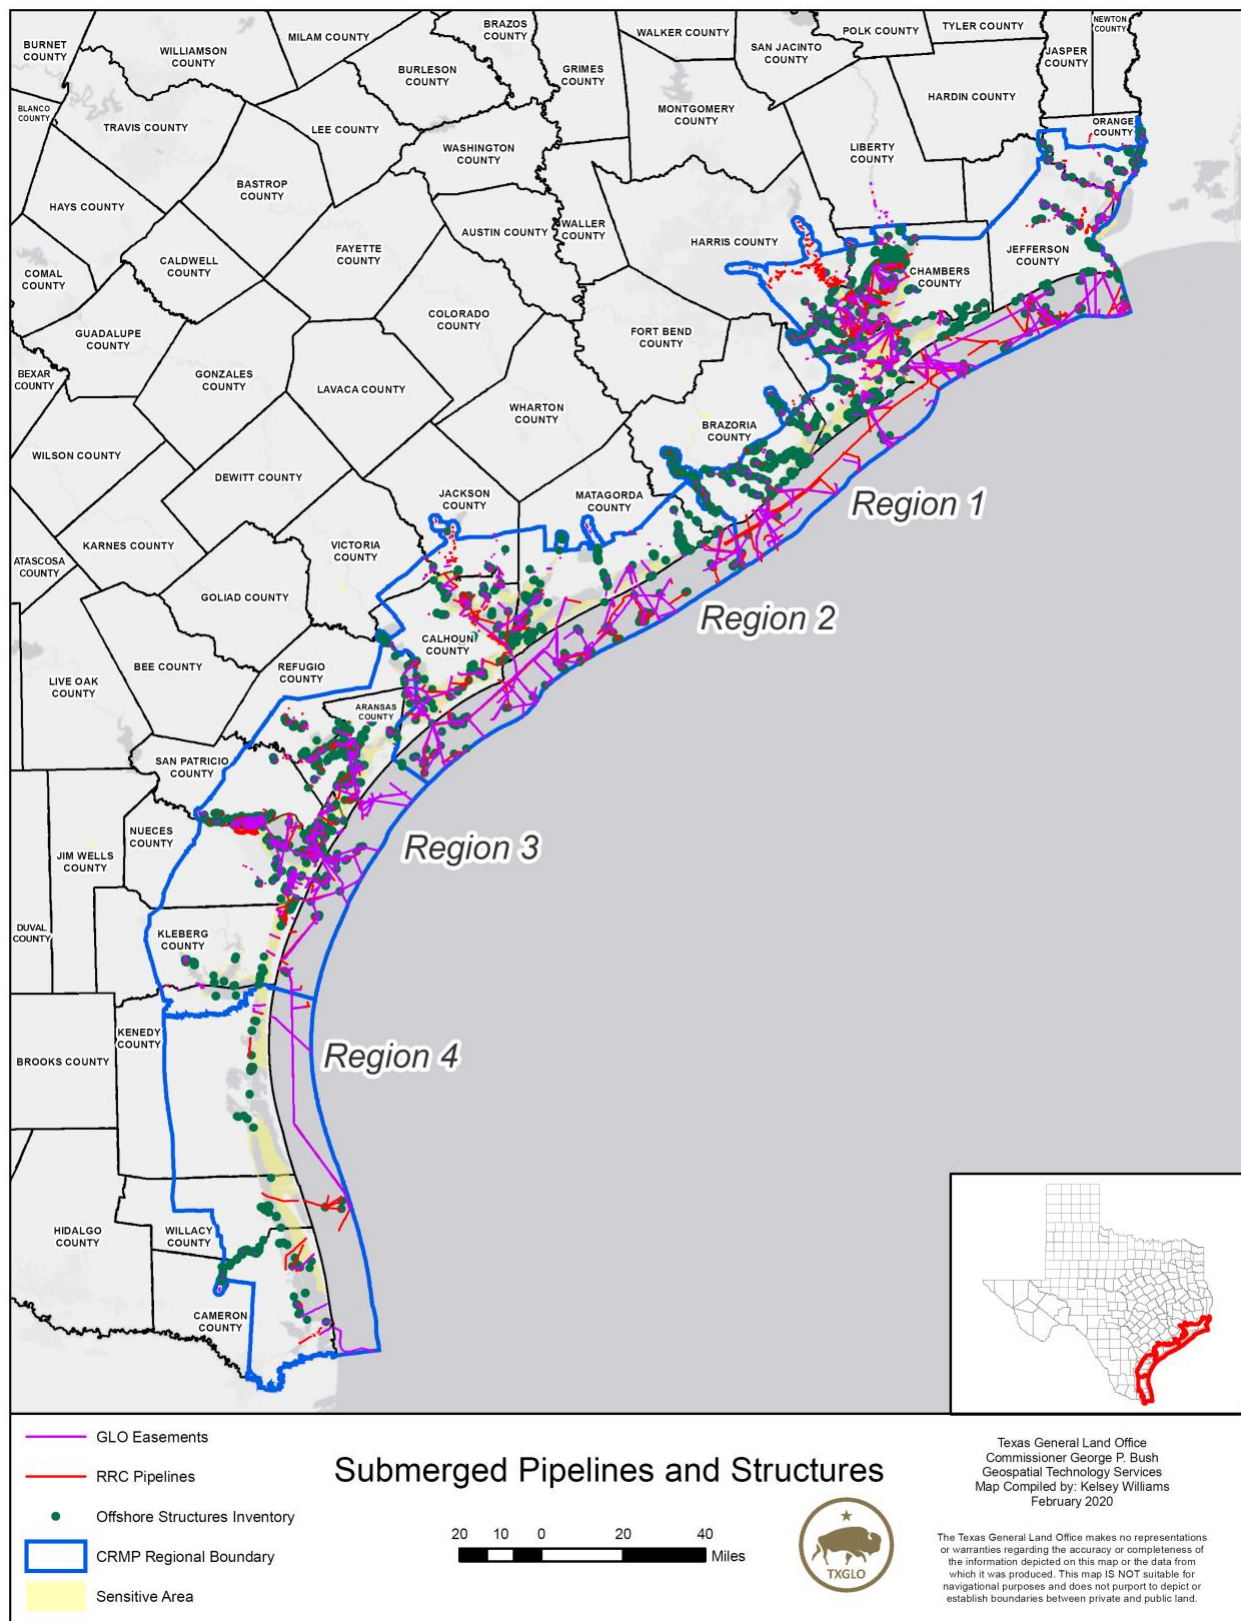 BURNET
COUNTY
WILLIAMSON
COUNTY
MILAM COUNTY
BRAZOS
COUNTY
WALKER COUNTY
SAN JACINTO
COUNTY
POLK COUNTY
TYLER COUNTY
NEWTON
COUNTY
JASPER
COUNTY
BURLESON
COUNTY
GRIMES
COUNTY
MONTGOMERY
COUNTY
HARDIN COUNTY
BLANCO
COUNTY
TRAVIS COUNTY
LEE COUNTY
WASHINGTON
COUNTY
LIBERTY
COUNTY
ORANGE
COUNTY
HAYS COUNTY
BASTROP
COUNTY
AUSTIN COUNTY
WALLER
COUNTY
HARRIS COUNTY
COMAL
COUNTY
CALDWELL
COUNTY
FAYETTE
COUNTY
CHAMBERS
COUNTY
JEFFERSON
COUNTY
GUADALUPE
COUNTY
COLORADO
COUNTY
FORT BEND
COUNTY
BEXAR
COUNTY
GONZALES
COUNTY
LAVACA COUNTY
WHARTON
COUNTY
BRAZORIA
COUNTY
WILSON COUNTY
DEWITT COUNTY
JACKSON
COUNTY
MATAGORDA
COUNTY
Region 1
ATASCOSA
COUNTY
KARNES COUNTY
VICTORIA
COUNTY
GOLIAD COUNTY
Region 2
CALHOUN
COUNTY
LIVE OAK
COUNTY
BEE COUNTY
REFUGIO
COUNTY
ARANSAS
COUNTY
SAN PATRICIO
COUNTY
NUECES
COUNTY
JIM WELLS
COUNTY
Region 3
DUVAL
COUNTY
KLEBERG
COUNTY
KENEDY
COUNTY
BROOKS COUNTY
Region 4
HIDALGO
COUNTY
WILLACY
COUNTY
CAMERON
COUNTY
GLO Easements
RRC Pipelines
Offshore Structures Inventory
CRMP Regional Boundary
Sensitive Area
Submerged Pipelines and Structures
20 10 0 20 40
Miles
TXGLO
Texas General Land Office
Commissioner George P. Bush
Geospatial Technology Services
Map Compiled by: Kelsey Williams
February 2020
The Texas General Land Office makes no representations
or warranties regarding the accuracy or completeness of
the information depicted on this map or the data from
which it was produced. This map IS NOT suitable for
navigational purposes and does not purport to depict or
establish boundaries between private and public land.